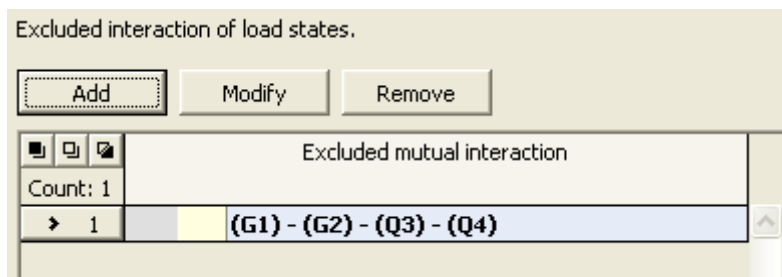 Excluded interaction of load states.
Add Modify Remove
Excluded mutual interaction
Count: 1
1 (G1) - (G2) - (Q3) - (Q4)